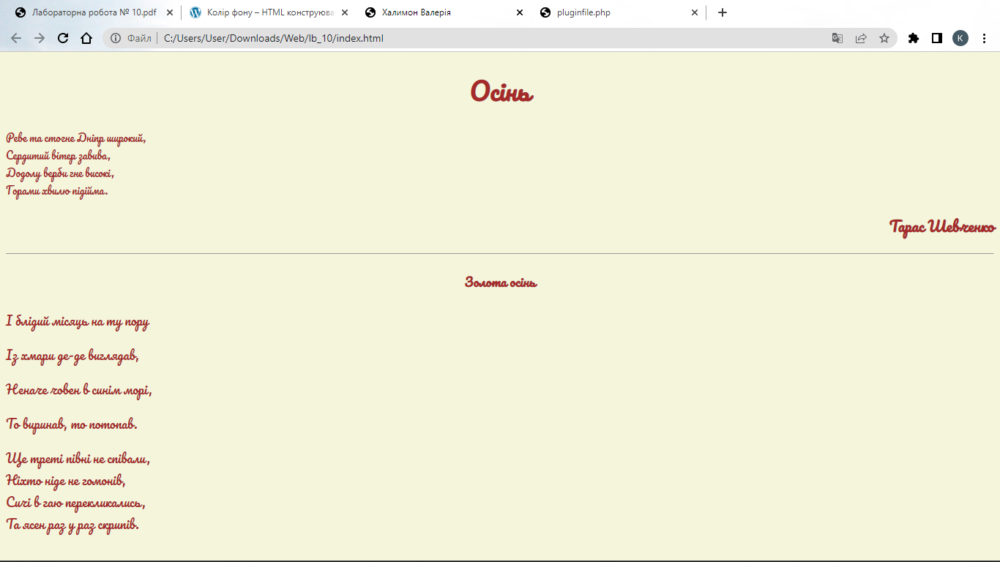 Лабораторна робота № 10.pdf
Колір фону – HTML конструюва
Халимон Валерія
pluginfile.php
Файл
C:/Users/User/Downloads/Web/lb_10/index.html
K
Осінь
Реве та стогне Дніпр широкий,
Сердитий вітер завива,
Додолу верби гне високі,
Горами хвилю підійма.
Тарас Шевченко
Золота осінь
І блідий місяць на ту пору
Із хмари де-де виглядав,
Неначе човен в синім морі,
То виринав, то потопав.
Ще треті півні не співали,
Ніхто ніде не гомонів,
Сичі в гаю перекликались,
Та ясен раз у раз скрипів.